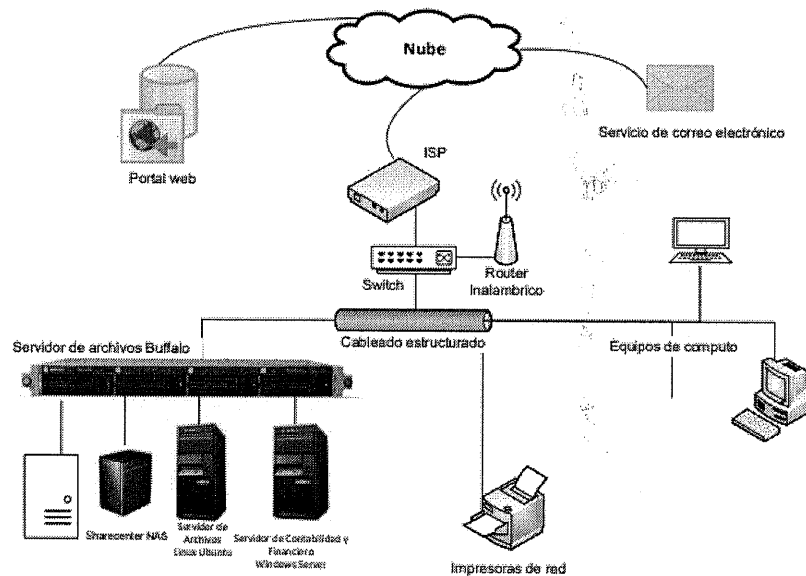 Nube
Servicio de correo electrónico
Portal web
ISP
Switch
Router
Inalambrico
Servidor de archivos Buffalo
Cableado estructurado
Equipos de computo
Sharecenter NAS
Servidor de
Archivos
Linux Ubuntu
Servidor de Contabilidad y
Financiero
Windows Server
Impresoras de red